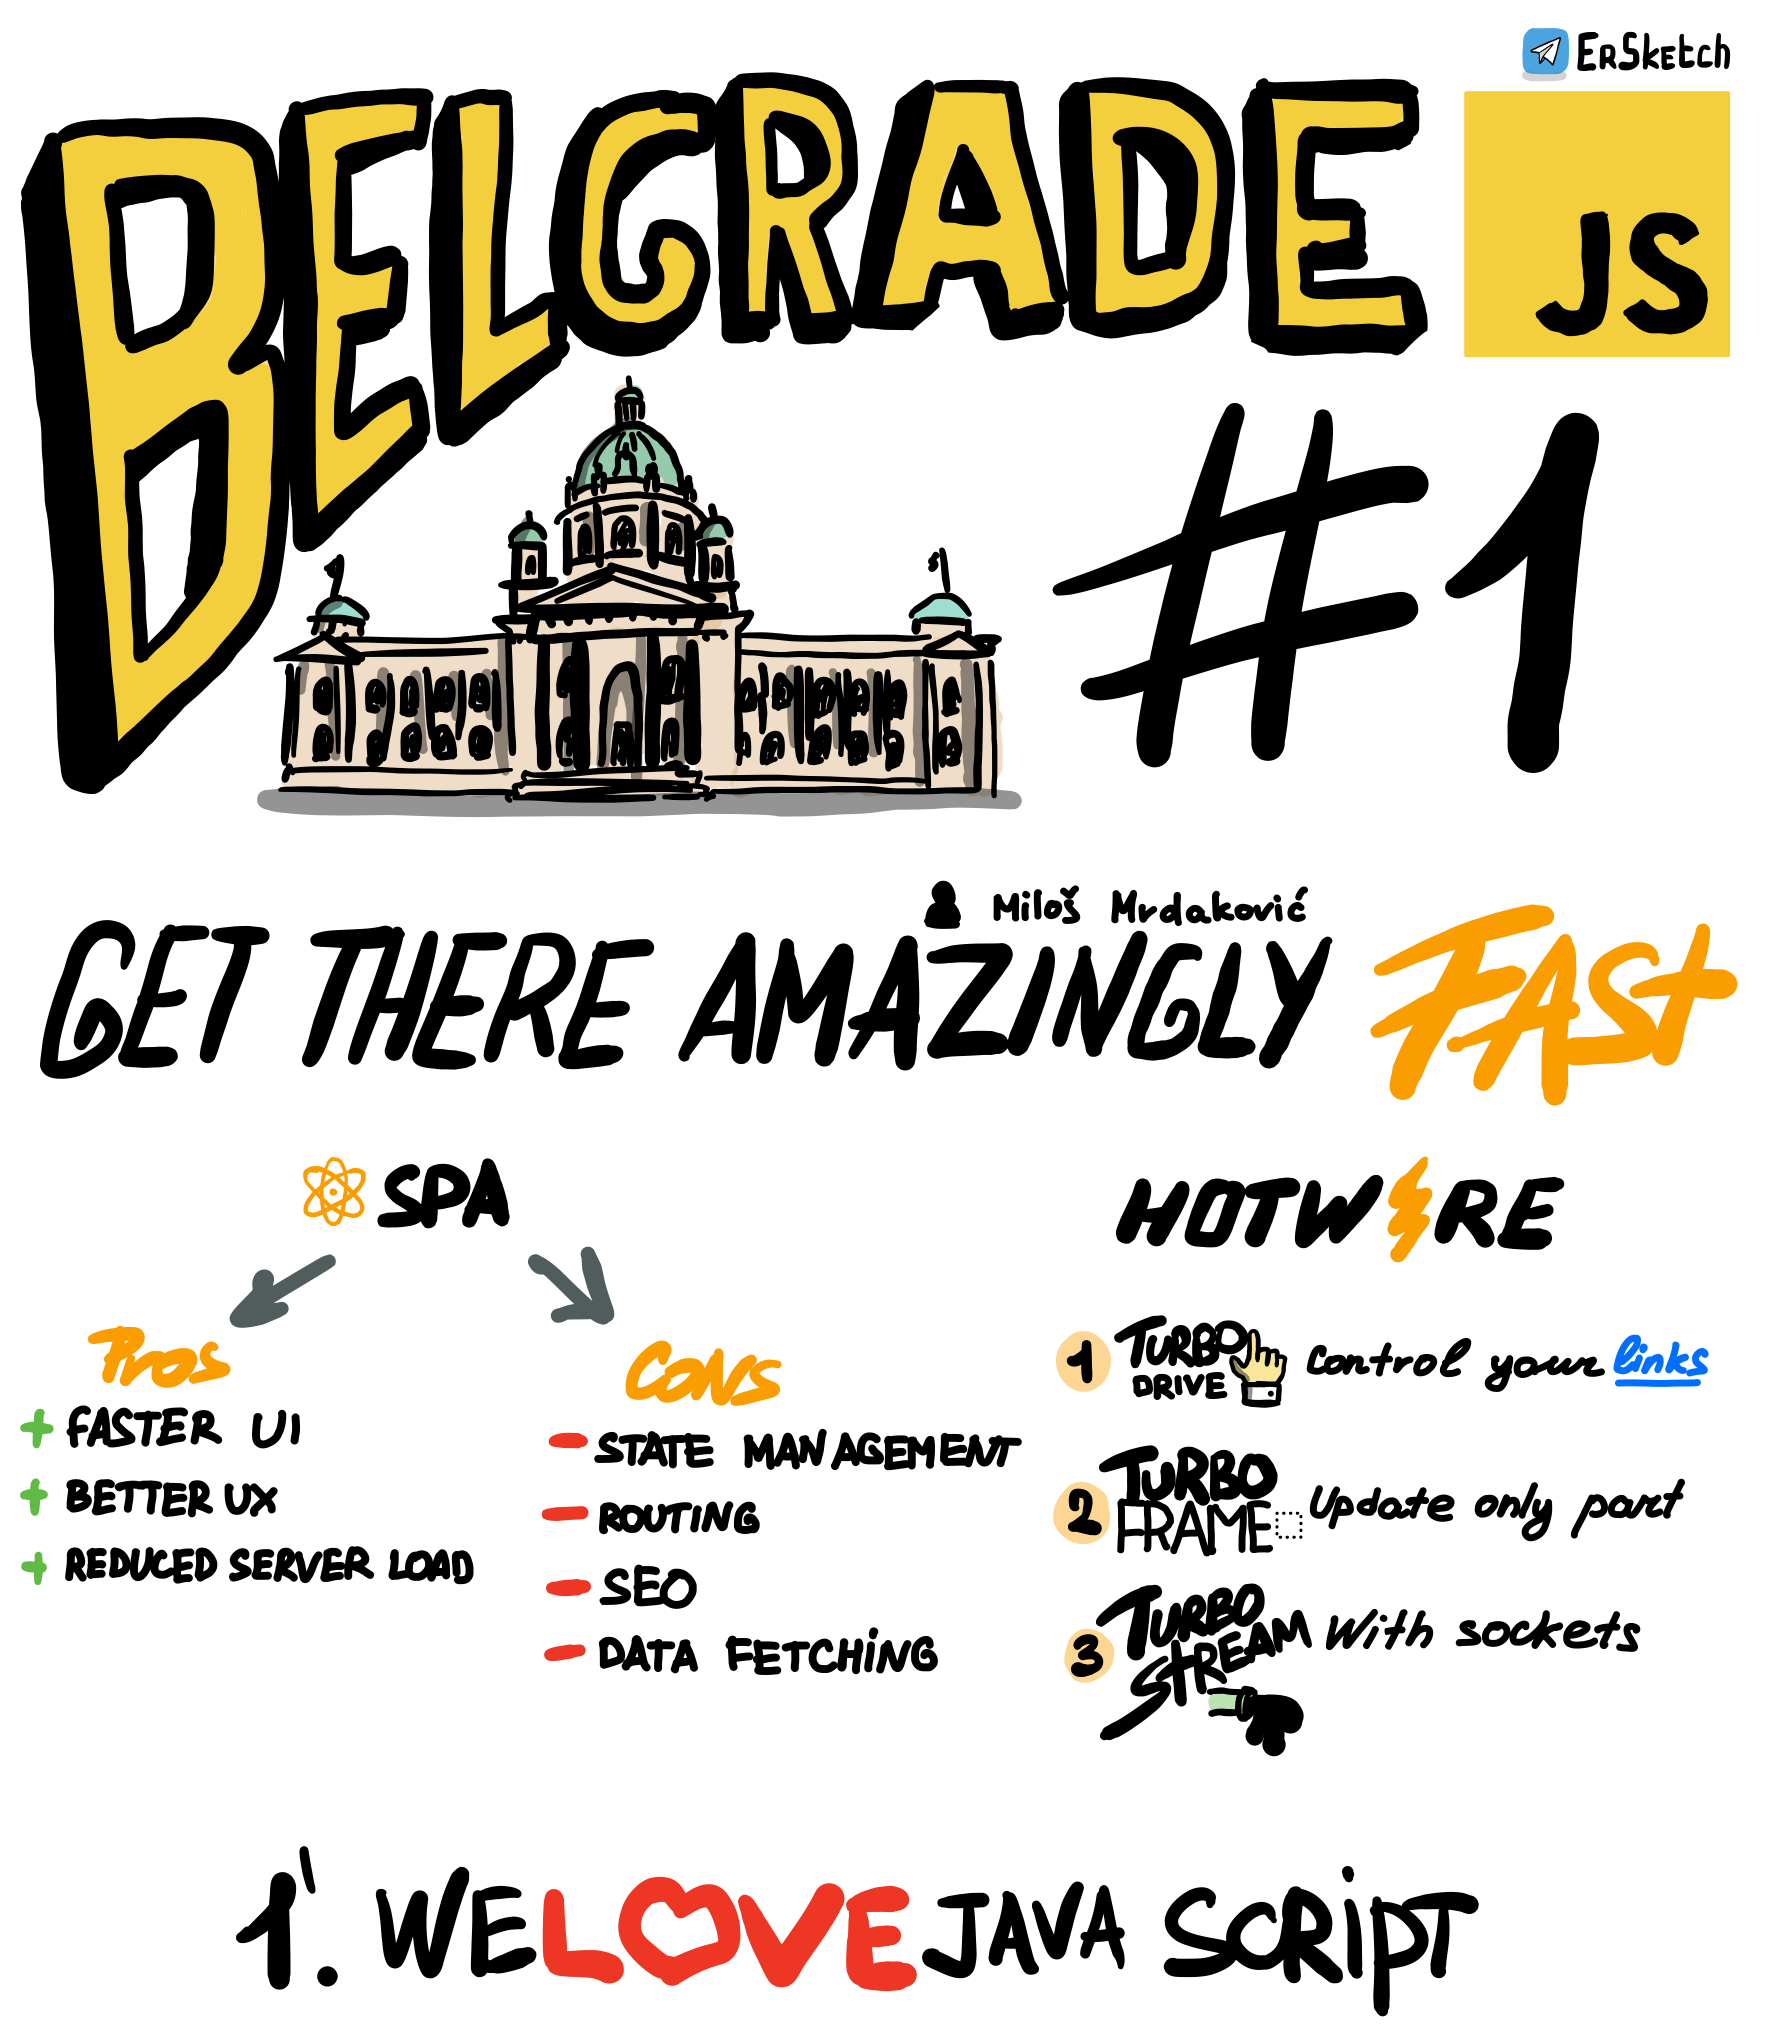 ErSketch
BELGRADE
JS
#1
Miloš Mrdaković
GET THERE AMAZINGLY FAST
SPA
Pros
+ FASTER UI
+ BETTER UX
+ REDUCED SERVER LOAD
Cons
- STATE MANAGEMENT
- ROUTING
- SEO
- DATA FETCHING
HOTWIRE
1 TURBO DRIVE Control your links
2 TURBO FRAME Update only part
3 TURBO STREAM With sockets
1'. WE LOVE JAVA SCRIPT